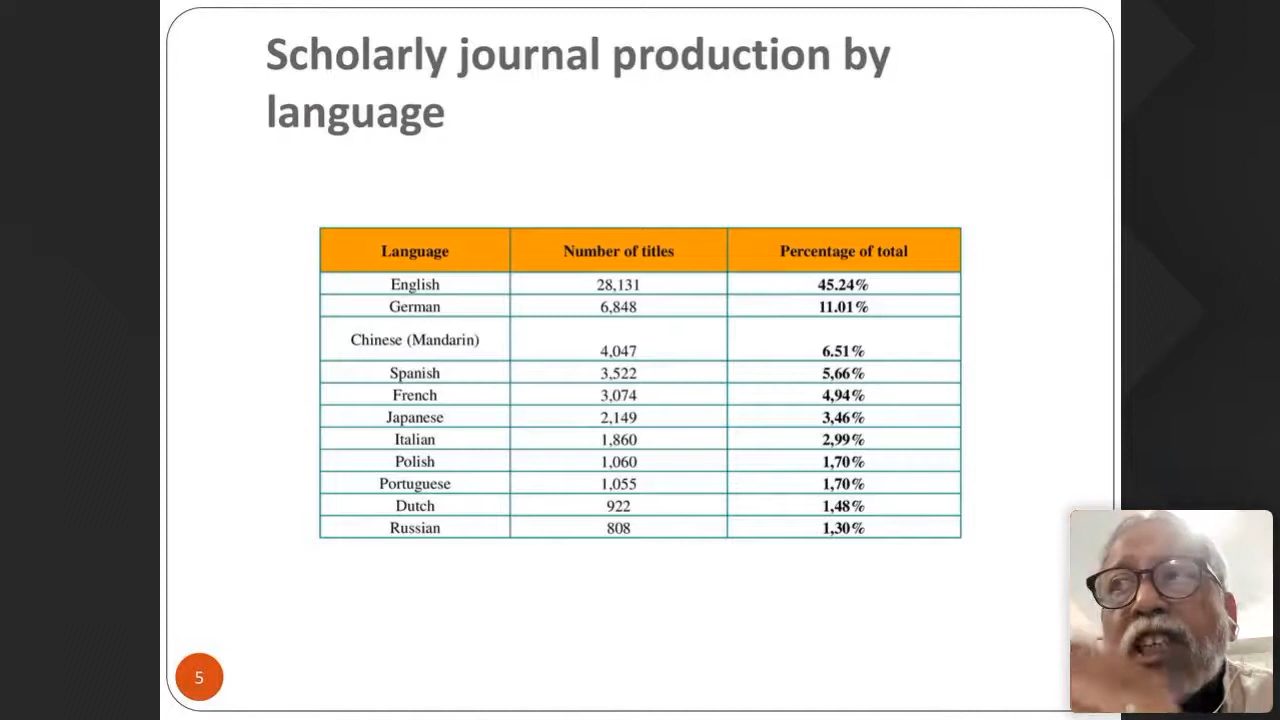 Scholarly journal production by
language
Language Number of titles Percentage of total
English 28,131 45.24%
German 6,848 11.01%
Chinese (Mandarin) 4,047 6.51%
Spanish 3,522 5,66%
French 3,074 4,94%
Japanese 2,149 3,46%
Italian 1,860 2,99%
Polish 1,060 1,70%
Portuguese 1,055 1,70%
Dutch 922 1,48%
Russian 808 1,30%
5